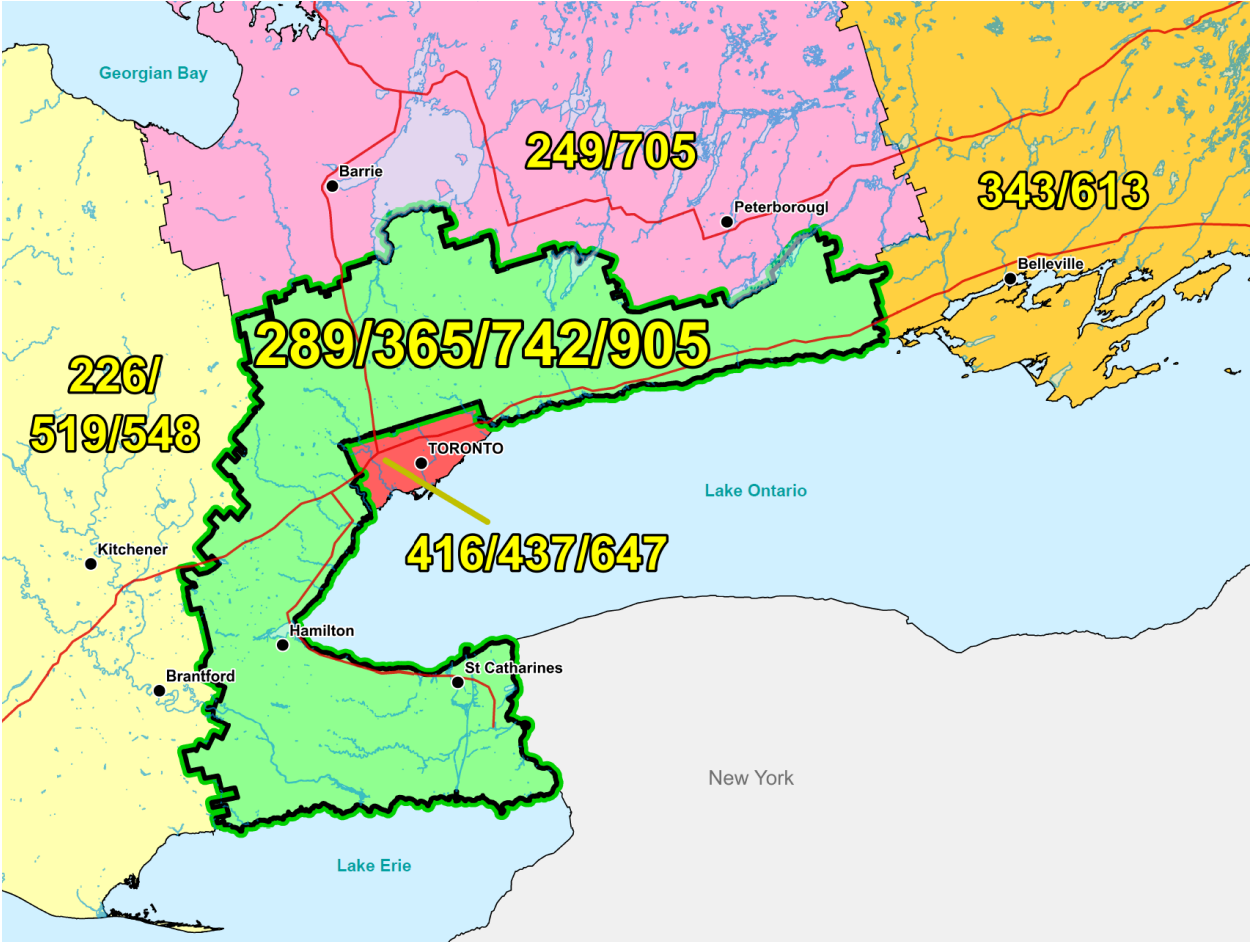 Georgian Bay
249/705
Barrie
343/613
Peterborougl
Belleville
289/365/742/905
226/
519/548
TORONTO
Lake Ontario
416/437/647
Kitchener
Hamilton
St Catharines
Brantford
New York
Lake Erie